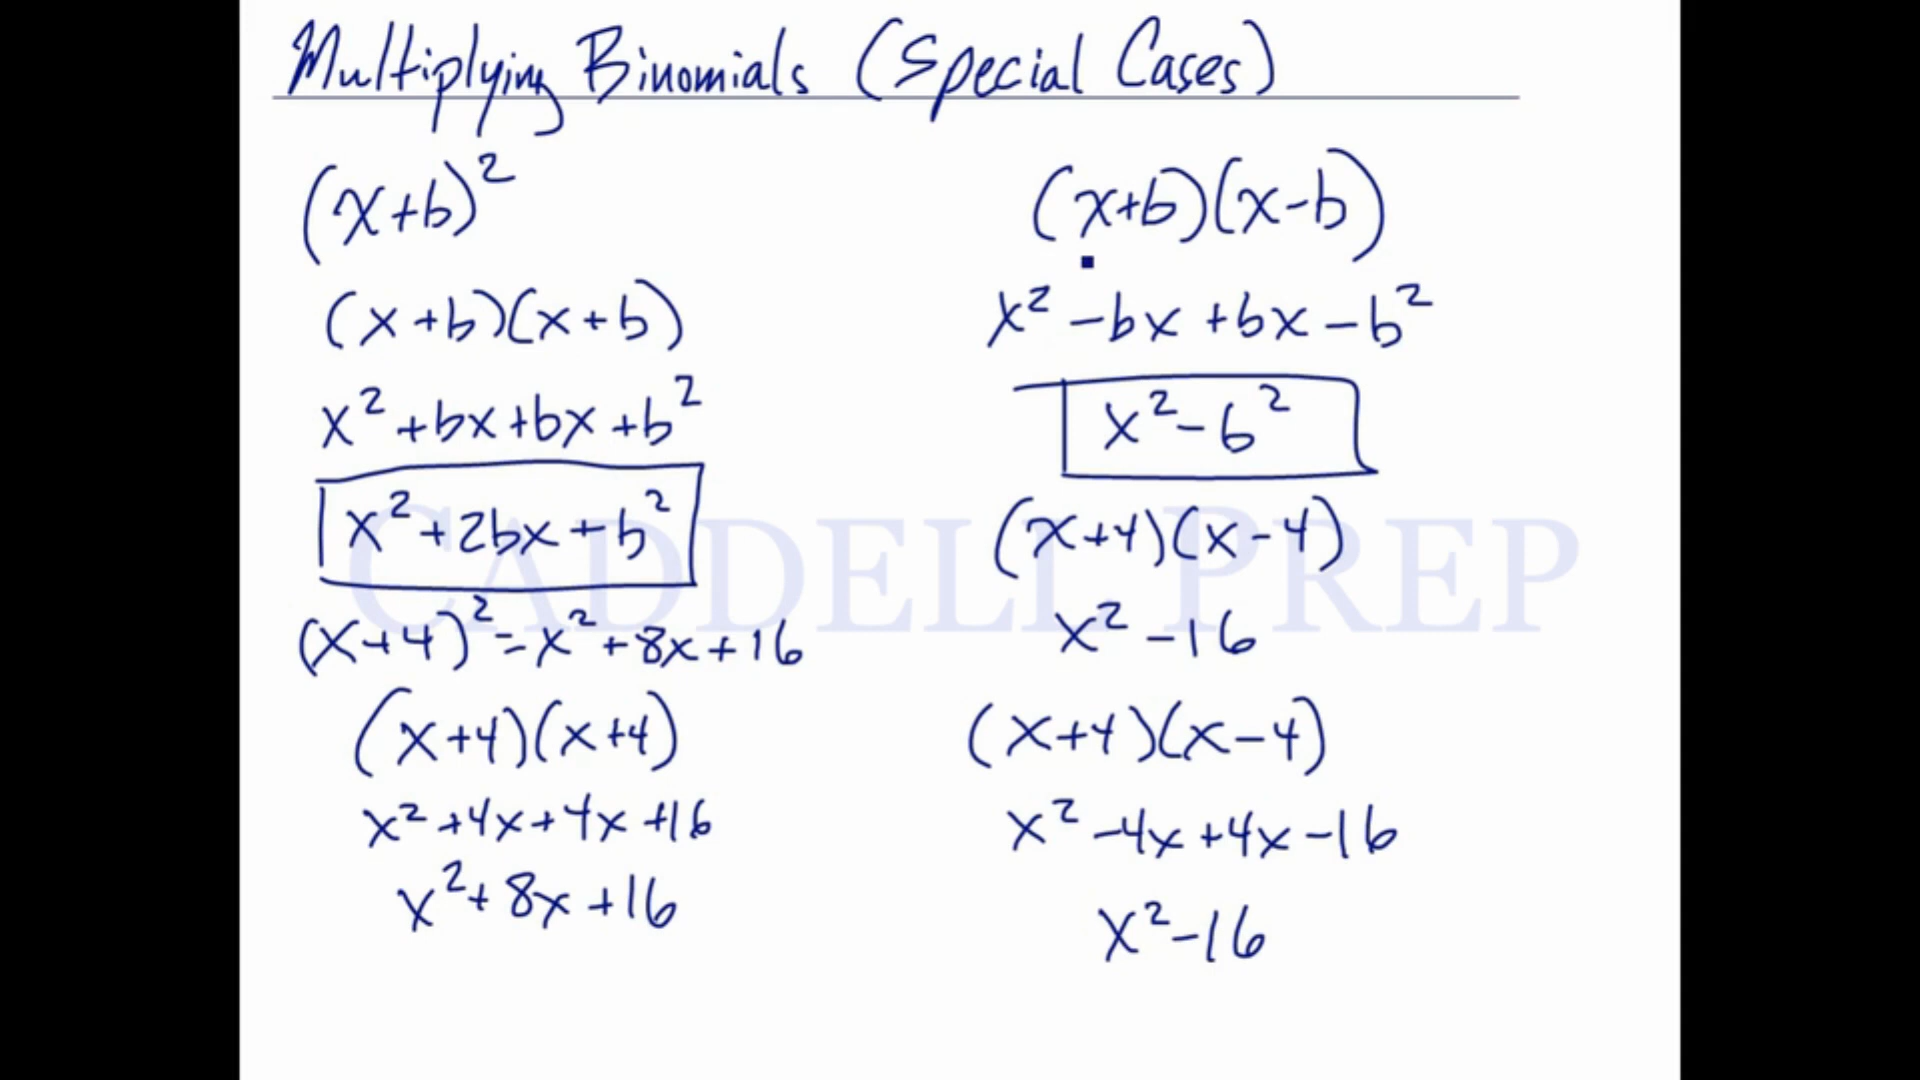 Multiplying Binomials (Special Cases)
(x+b)²
(x+b)(x+b)
x²+bx+bx+b²
x²+2bx+b²
(x+4)²=x²+8x+16
(x+4)(x+4)
x²+4x+4x+16
x²+8x+16
(x+b)(x-b)
x²-bx+bx-b²
x²-b²
(x+4)(x-4)
x²-16
(x+4)(x-4)
x²-4x+4x-16
x²-16
CADDELL PREP